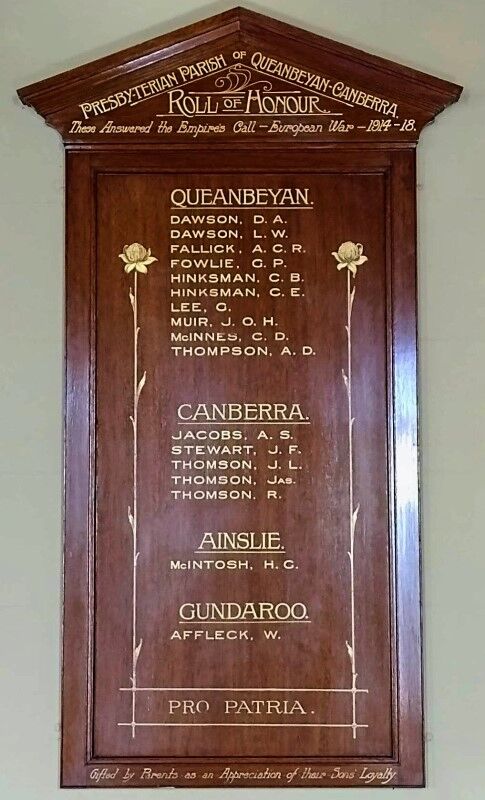 PRESBYTERIAN PARISH OF QUEANBEYAN-CANBERRA.
ROLL OF HONOUR.
These Answered the Empire's Call - European War - 1914-18.
QUEANBEYAN.
DAWSON, D. A.
DAWSON, L. W.
FALLICK, A. C. R.
FOWLIE, G. P.
HINKSMAN, C. B.
HINKSMAN, C. E.
LEE, G.
MUIR, J. O. H.
McINNES, C. D.
THOMPSON, A. D.
CANBERRA.
JACOBS, A. S.
STEWART, J. F.
THOMSON, J. L.
THOMSON, JAS.
THOMSON, R.
AINSLIE.
McINTOSH, H. G.
GUNDAROO.
AFFLECK, W.
PRO PATRIA.
Gifted by Parents as an Appreciation of their Sons' Loyalty